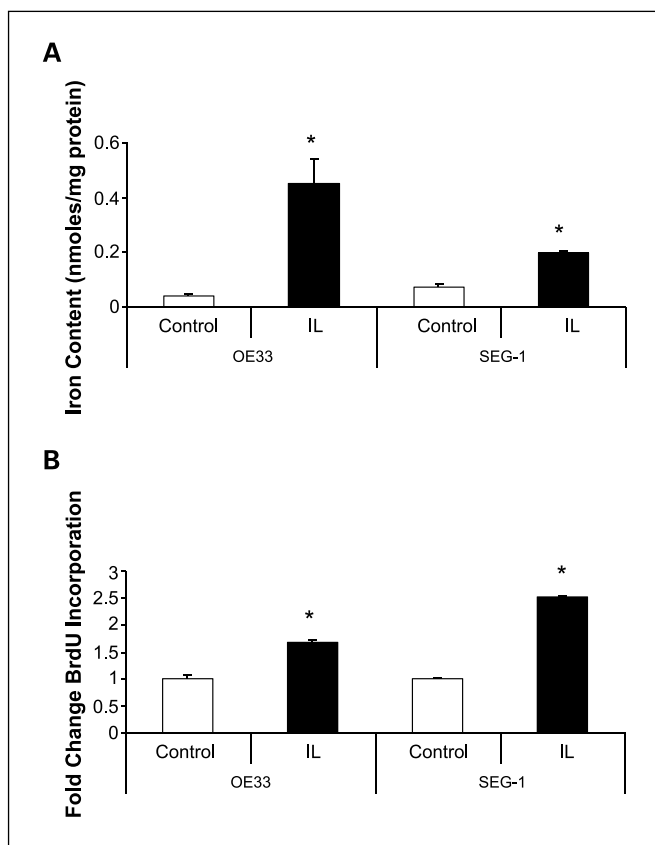 A
Iron Content (nmoles/mg protein)
0.6
0.4
0.2
0
*
*
Control IL Control IL
OE33 SEG-1
B
Fold Change BrdU Incorporation
3
2.5
2
1.5
1
0.5
0
*
*
Control IL Control IL
OE33 SEG-1